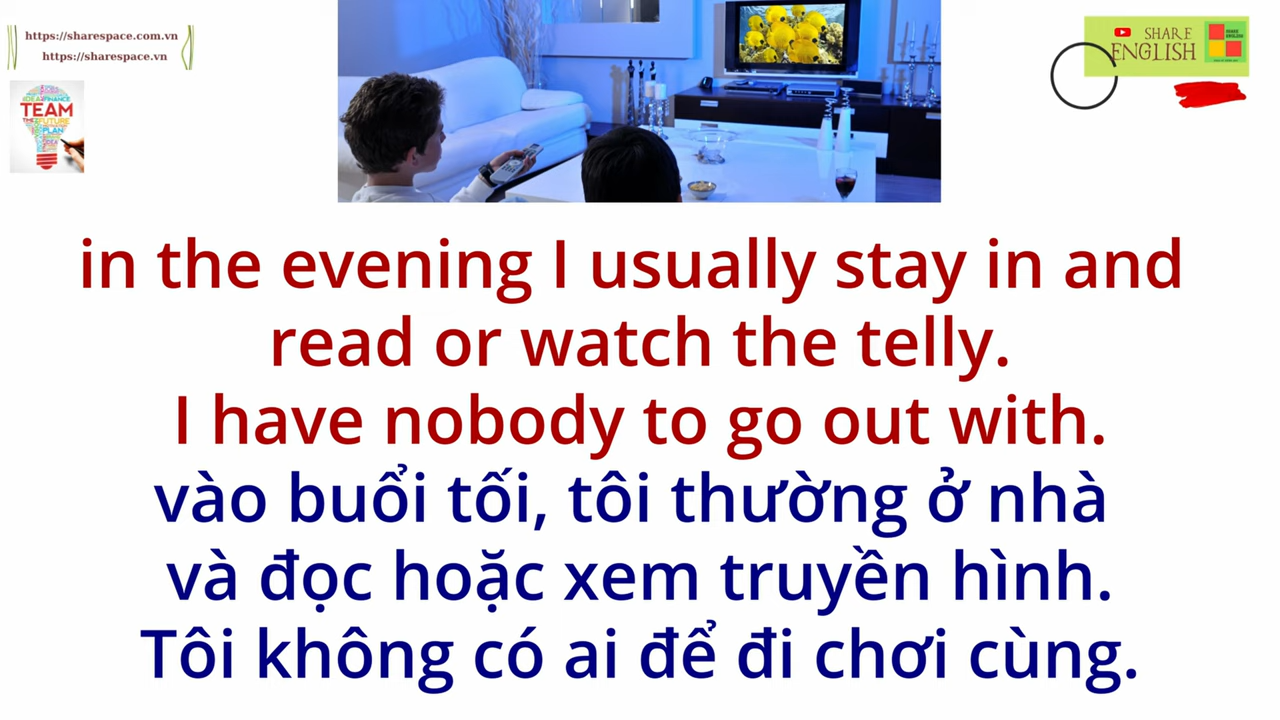 https://sharespace.com.vn
https://sharespace.vn
SHARE
ENGLISH
TEAM
PLAN
in the evening I usually stay in and
read or watch the telly.
I have nobody to go out with.
vào buổi tối, tôi thường ở nhà
và đọc hoặc xem truyền hình.
Tôi không có ai để đi chơi cùng.